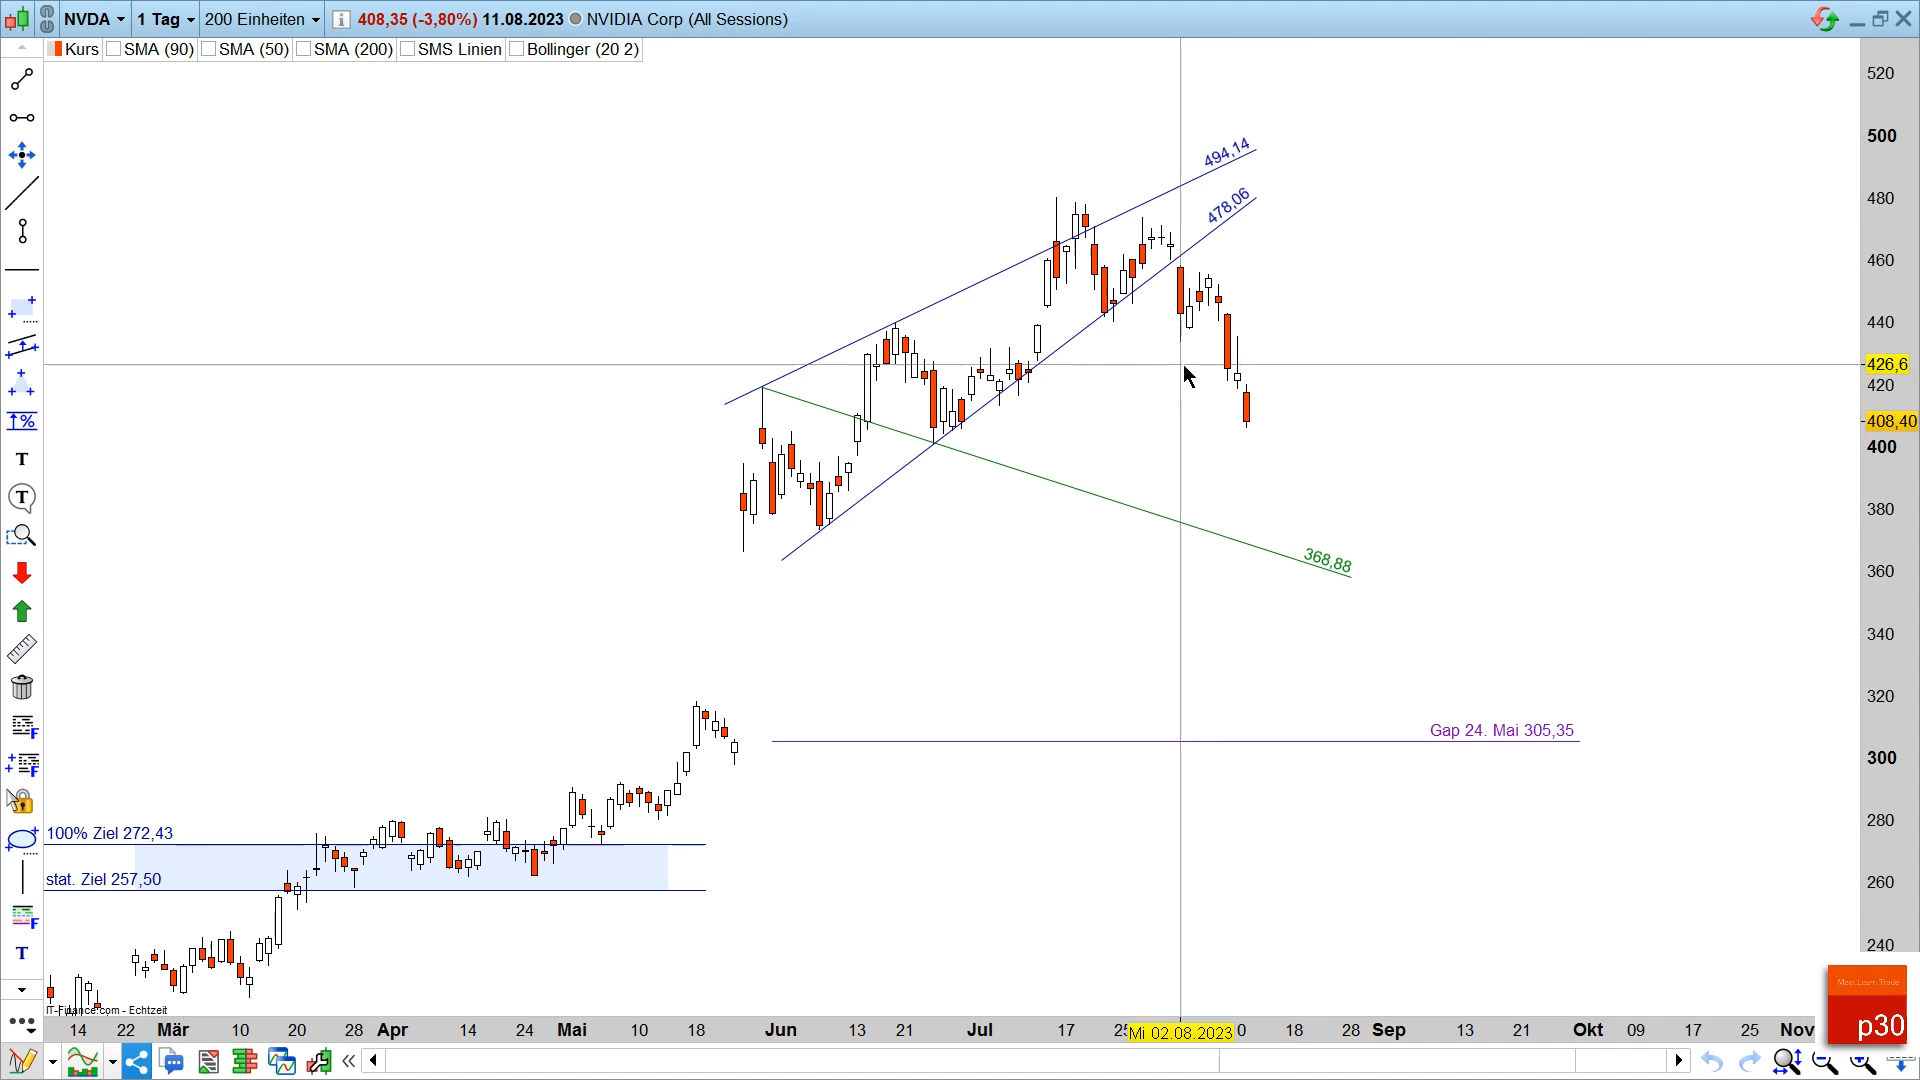 NVDA 1 Tag 200 Einheiten 408,35 (-3,80%) 11.08.2023 NVIDIA Corp (All Sessions)
Kurs SMA (90) SMA (50) SMA (200) SMS Linien Bollinger (20 2)
520
500
494,14
480
478,06
460
440
426,6
420
408,40
400
380
368,88
360
340
320
Gap 24. Mai 305,35
300
280
100% Ziel 272,43
stat. Ziel 257,50
260
240
IT-Finance.com - Echtzeit
14 22 Mär 10 20 28 Apr 14 24 Mai 10 18 Jun 13 21 Jul 17 Mi 02.08.2023 18 28 Sep 13 21 Okt 09 17 25 Nov
Meet.Learn.Trade
p30